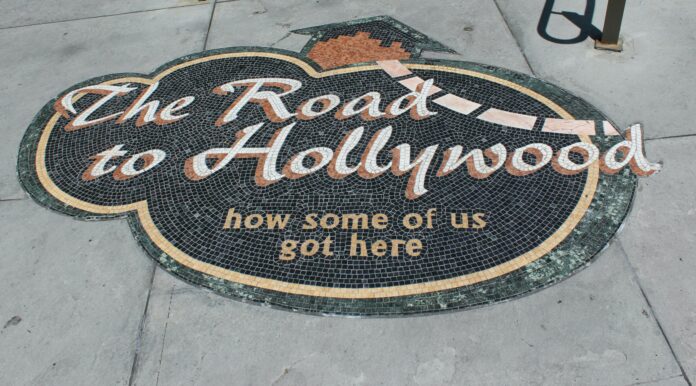 The Road
to Hollywood
how some of us
got here